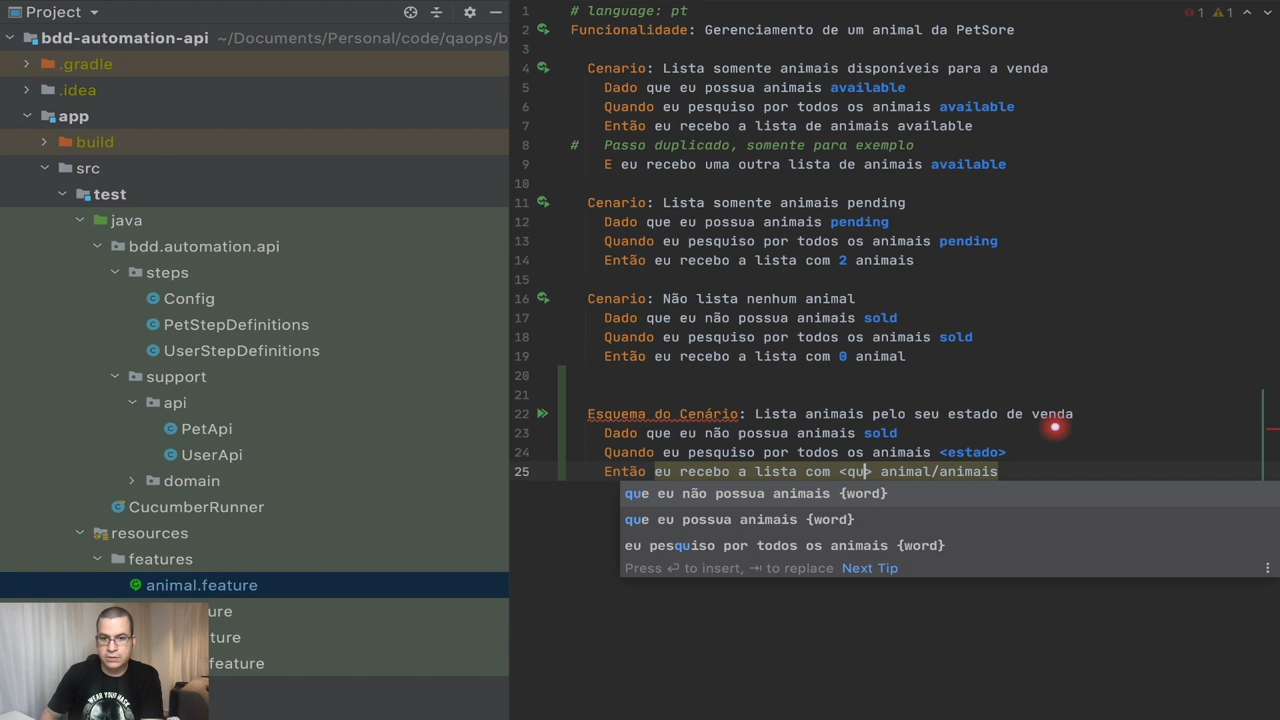 Project
bdd-automation-api ~/Documents/Personal/code/qaops/b
.gradle
.idea
app
build
src
test
java
bdd.automation.api
steps
Config
PetStepDefinitions
UserStepDefinitions
support
api
PetApi
UserApi
domain
CucumberRunner
resources
features
animal.feature
ure
ture
feature
1 # language: pt
2 Funcionalidade: Gerenciamento de um animal da PetSore
3
4 Cenario: Lista somente animais disponíveis para a venda
5 Dado que eu possua animais available
6 Quando eu pesquiso por todos os animais available
7 Então eu recebo a lista de animais available
8 # Passo duplicado, somente para exemplo
9 E eu recebo uma outra lista de animais available
10
11 Cenario: Lista somente animais pending
12 Dado que eu possua animais pending
13 Quando eu pesquiso por todos os animais pending
14 Então eu recebo a lista com 2 animais
15
16 Cenario: Não lista nenhum animal
17 Dado que eu não possua animais sold
18 Quando eu pesquiso por todos os animais sold
19 Então eu recebo a lista com 0 animal
20
21
22 Esquema do Cenário: Lista animais pelo seu estado de venda
23 Dado que eu não possua animais sold
24 Quando eu pesquiso por todos os animais <estado>
25 Então eu recebo a lista com <qu> animal/animais
que eu não possua animais {word}
que eu possua animais {word}
eu pesquiso por todos os animais {word}
Press ↩ to insert, ⇥ to replace Next Tip
1 1
WEAR YOUR MASK